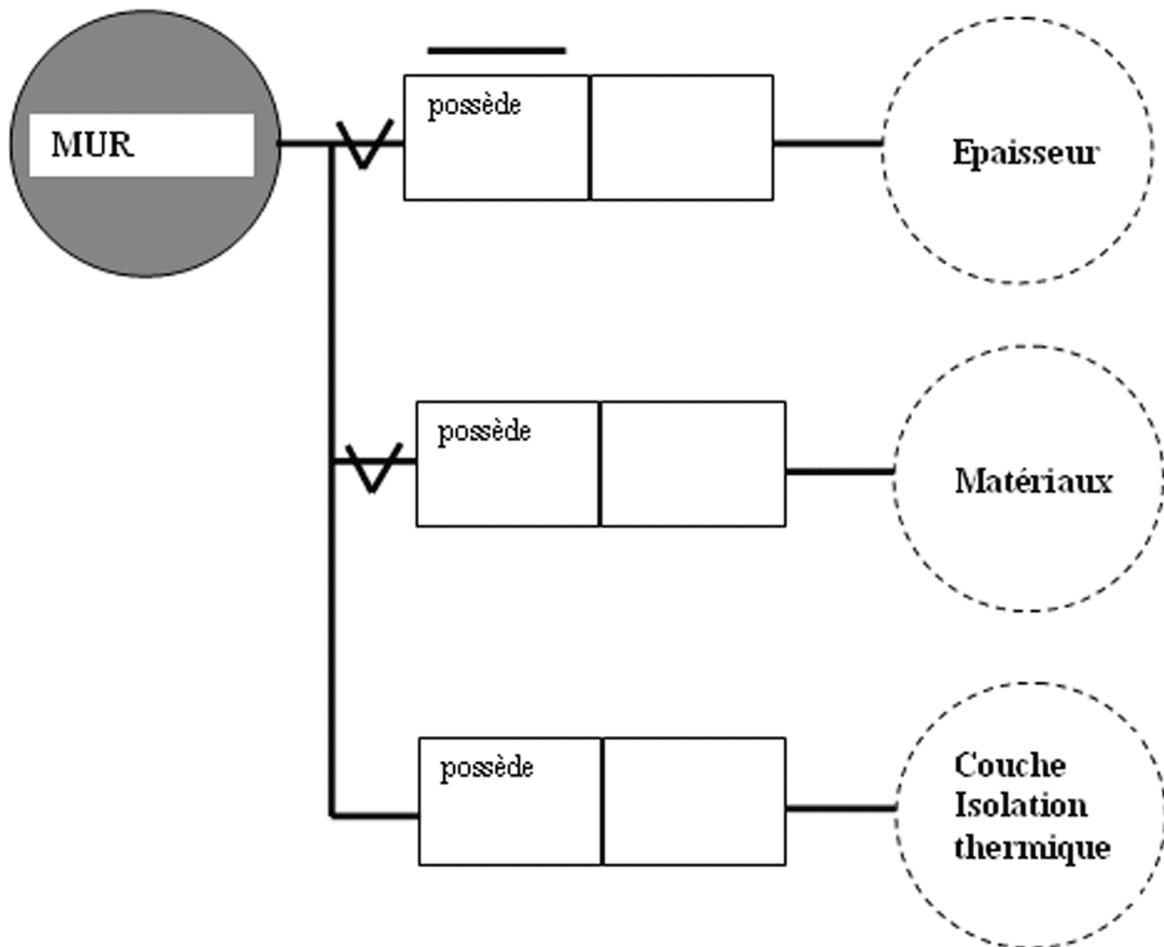 MUR
possède
Epaisseur
possède
Matériaux
possède
Couche
Isolation
thermique